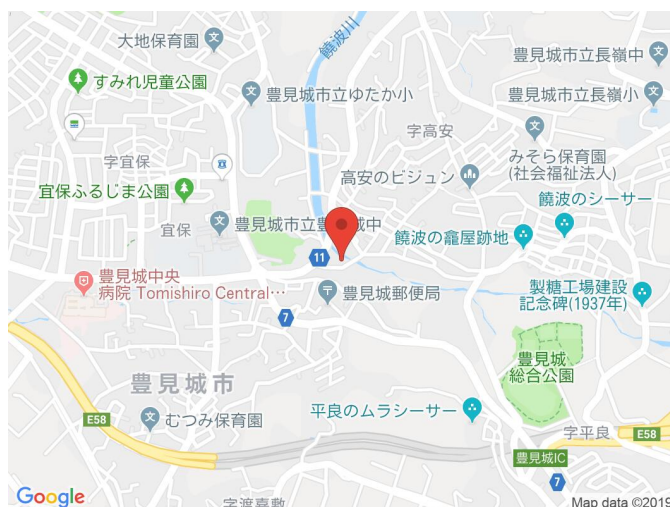 大地保育園
すみれ児童公園
饒波川
豊見城市立ゆたか小
豊見城市立長嶺中
豊見城市立長嶺小
字高安
字宜保
みそら保育園
(社会福祉法人)
高安のビジュン
宜保ふるじま公園
饒波のシーサー
宜保
豊見城市立豊
中
饒波の龕屋跡地
11
豊見城中央
病院 Tomishiro Central…
豊見城郵便局
製糖工場建設
記念碑(1937年)
7
豊見城
総合公園
豊見城市
平良のムラシーサー
むつみ保育園
E58
字平良
E58
豊見城IC
7
Google
字渡嘉敷
Map data ©2019